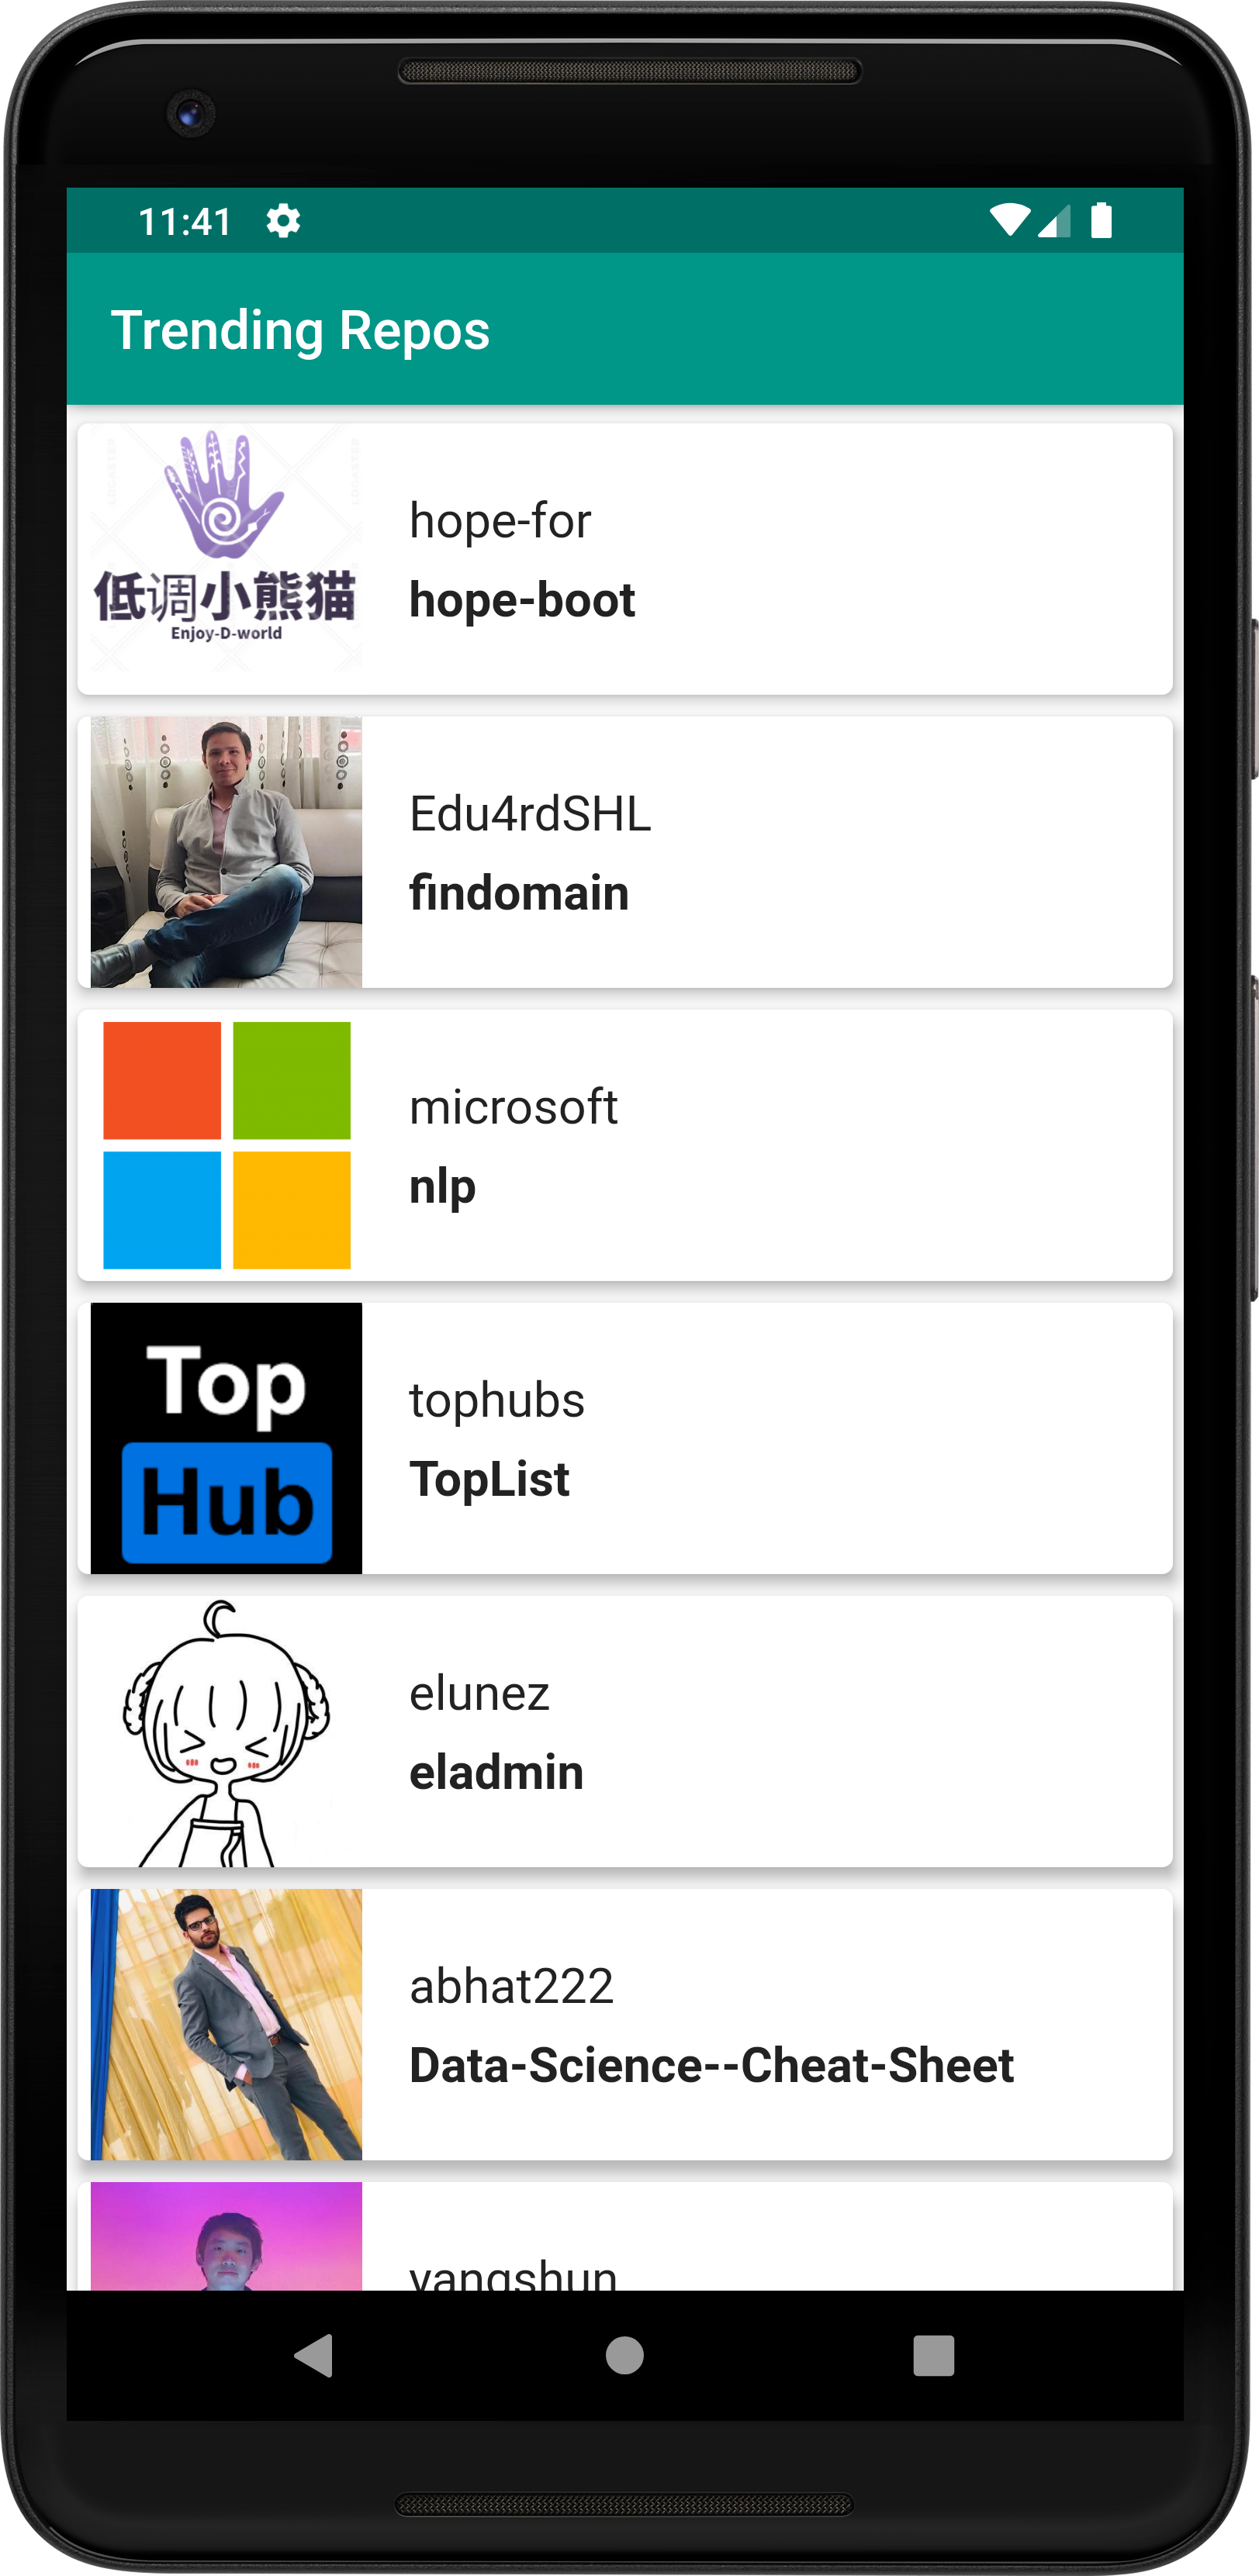 11:41
Trending Repos
低调小熊猫
Enjoy-D-world
hope-for
hope-boot
Edu4rdSHL
findomain
microsoft
nlp
Top
Hub
tophubs
TopList
elunez
eladmin
abhat222
Data-Science--Cheat-Sheet
yangshun